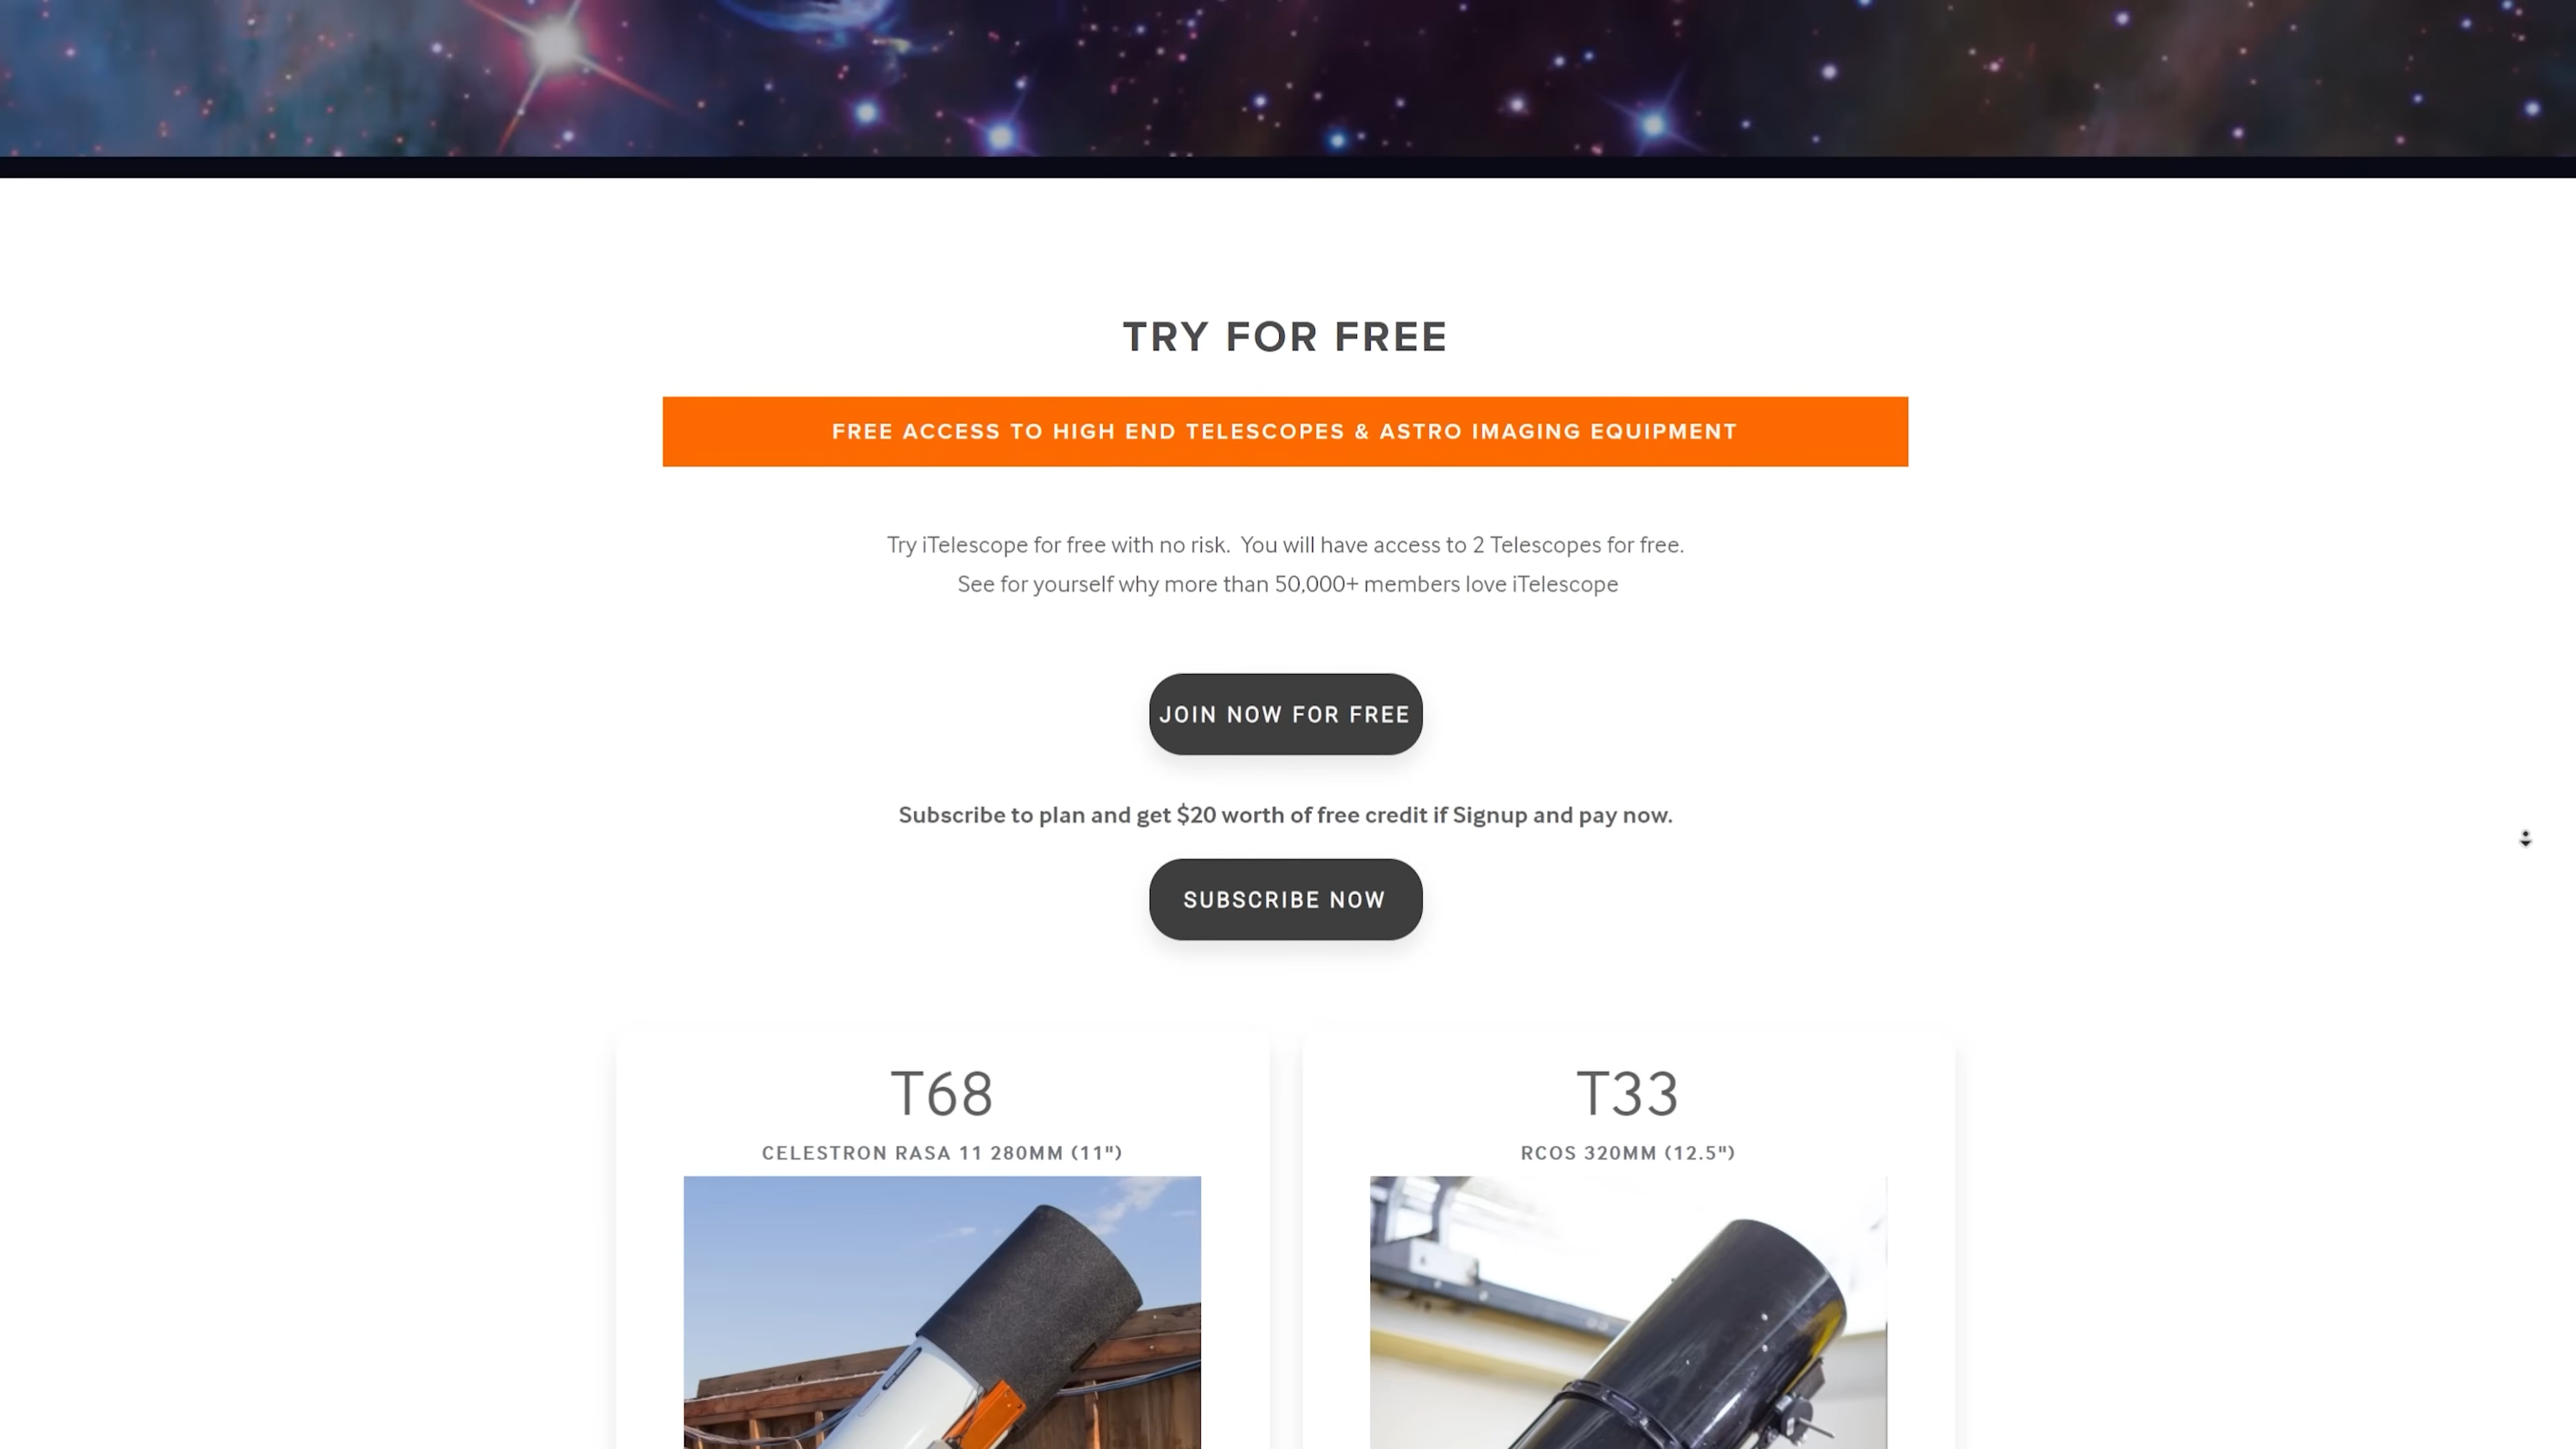 TRY FOR FREE
FREE ACCESS TO HIGH END TELESCOPES & ASTRO IMAGING EQUIPMENT
Try iTelescope for free with no risk.  You will have access to 2 Telescopes for free.
See for yourself why more than 50,000+ members love iTelescope
JOIN NOW FOR FREE
Subscribe to plan and get $20 worth of free credit if Signup and pay now.
SUBSCRIBE NOW
T68
CELESTRON RASA 11 280MM (11")
T33
RCOS 320MM (12.5")